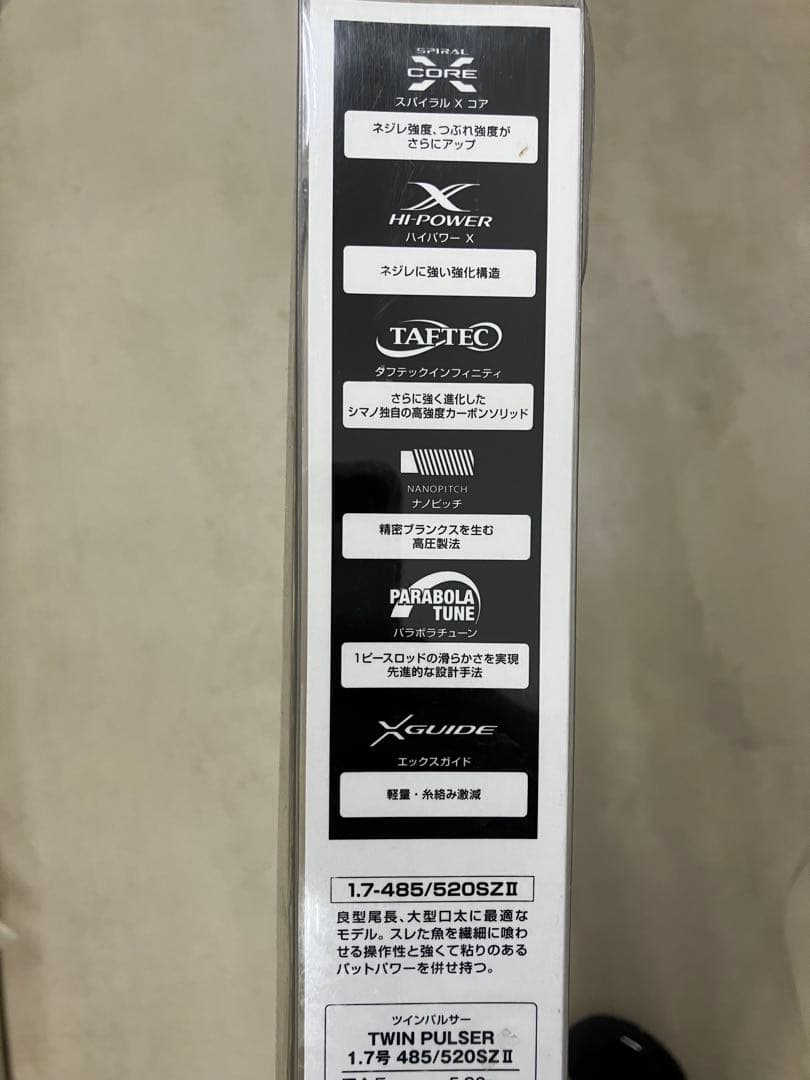 SPIRAL
X
CORE
スパイラル X コア
ネジレ強度、つぶれ強度が
さらにアップ
X
HI-POWER
ハイパワー X
ネジレに強い強化構造
TAFTEC
タフテックインフィニティ
さらに強く進化した
シマノ独自の高強度カーボンソリッド
NANOPITCH
ナノピッチ
精密ブランクスを生む
高圧製法
PARABOLA
TUNE
パラボラチューン
1ピースロッドの滑らかさを実現
先進的な設計手法
XGUIDE
エックスガイド
軽量・糸絡み激減
1.7-485/520SZⅡ
良型尾長、大型口太に最適な
モデル。スレた魚を繊細に喰わ
せる操作性と強くて粘りのある
バットパワーを併せ持つ。
ツインパルサー
TWIN PULSER
1.7号 485/520SZⅡ